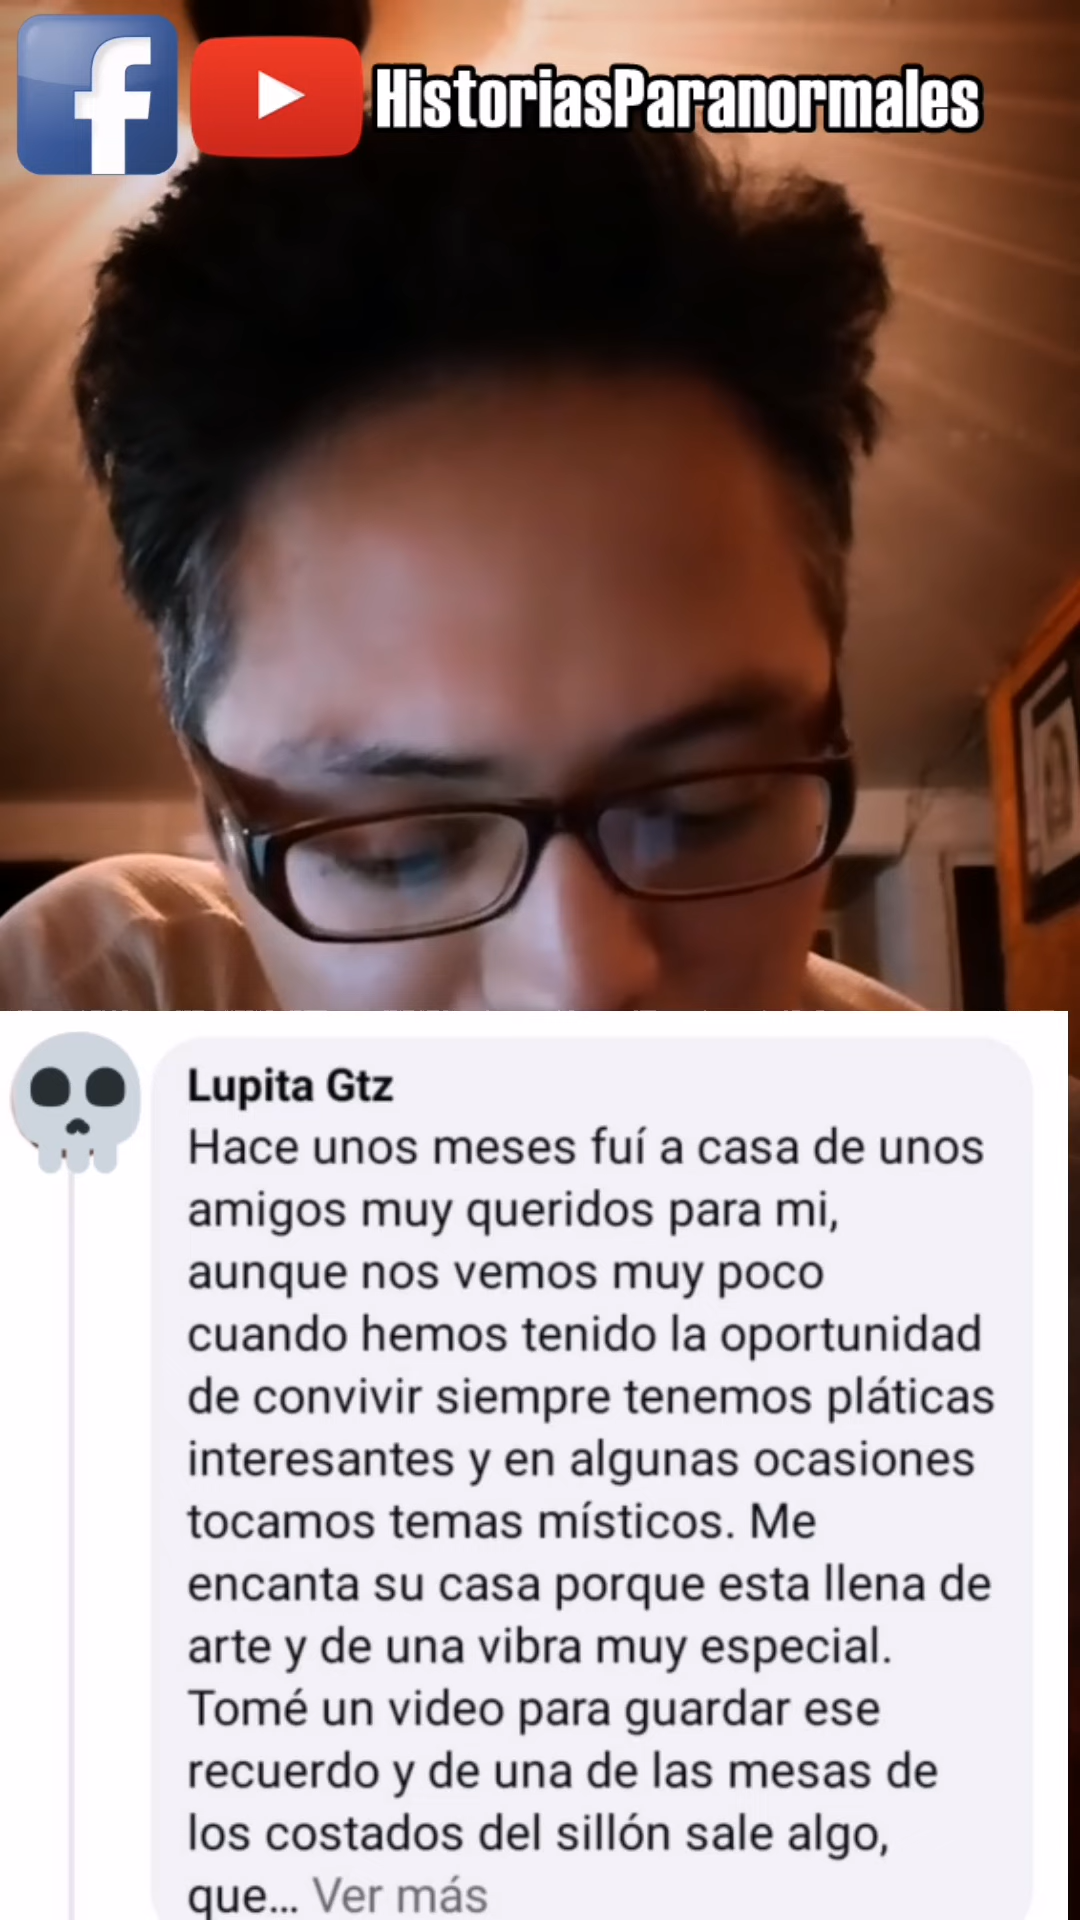 HistoriasParanormales
Lupita Gtz
Hace unos meses fuí a casa de unos
amigos muy queridos para mi,
aunque nos vemos muy poco
cuando hemos tenido la oportunidad
de convivir siempre tenemos pláticas
interesantes y en algunas ocasiones
tocamos temas místicos. Me
encanta su casa porque esta llena de
arte y de una vibra muy especial.
Tomé un video para guardar ese
recuerdo y de una de las mesas de
los costados del sillón sale algo,
que... Ver más